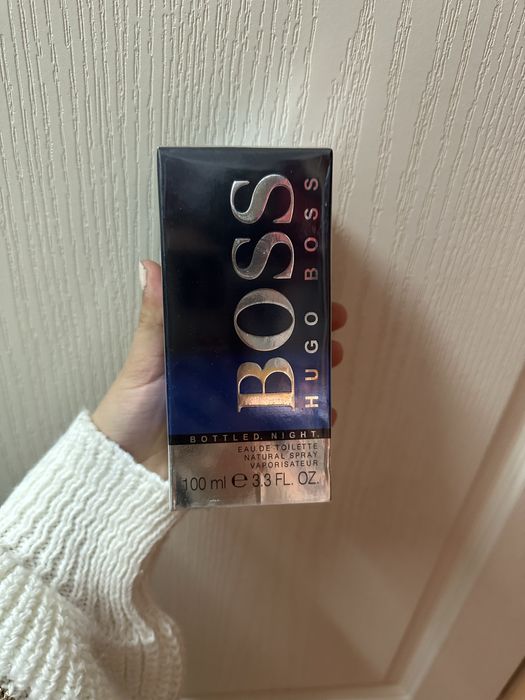 BOSS
HUGO BOSS
BOTTLED. NIGHT.
EAU DE TOILETTE
NATURAL SPRAY
VAPORISATEUR
100 ml ℮ 3.3 FL. OZ.